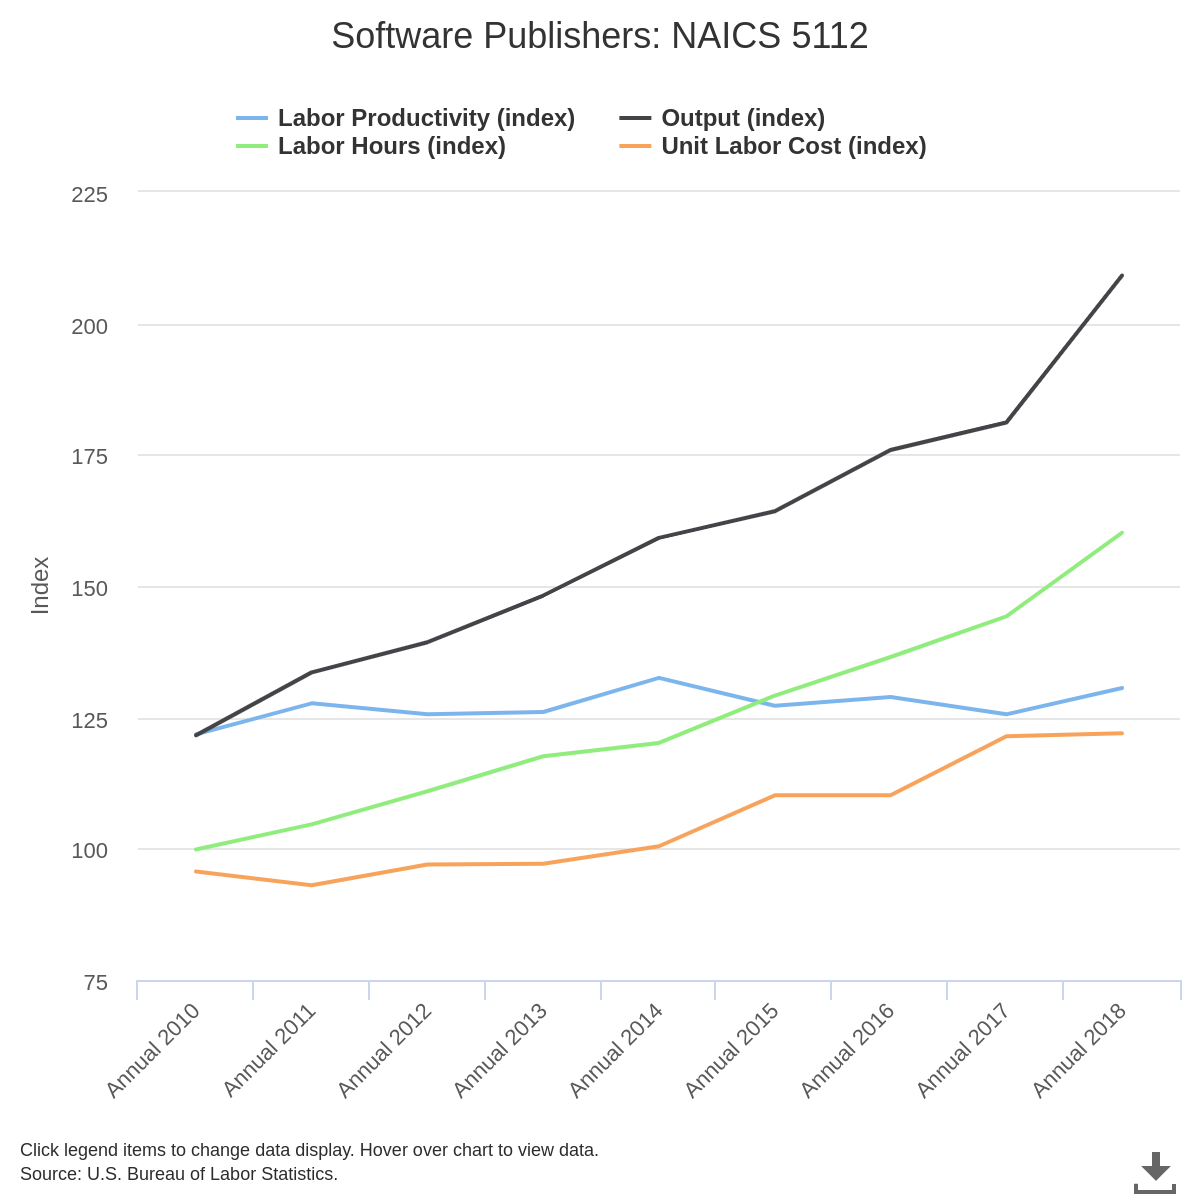 Software Publishers: NAICS 5112
Labor Productivity (index)
Output (index)
Labor Hours (index)
Unit Labor Cost (index)
225
200
175
150
125
100
75
Index
Annual 2010
Annual 2011
Annual 2012
Annual 2013
Annual 2014
Annual 2015
Annual 2016
Annual 2017
Annual 2018
Click legend items to change data display. Hover over chart to view data.
Source: U.S. Bureau of Labor Statistics.